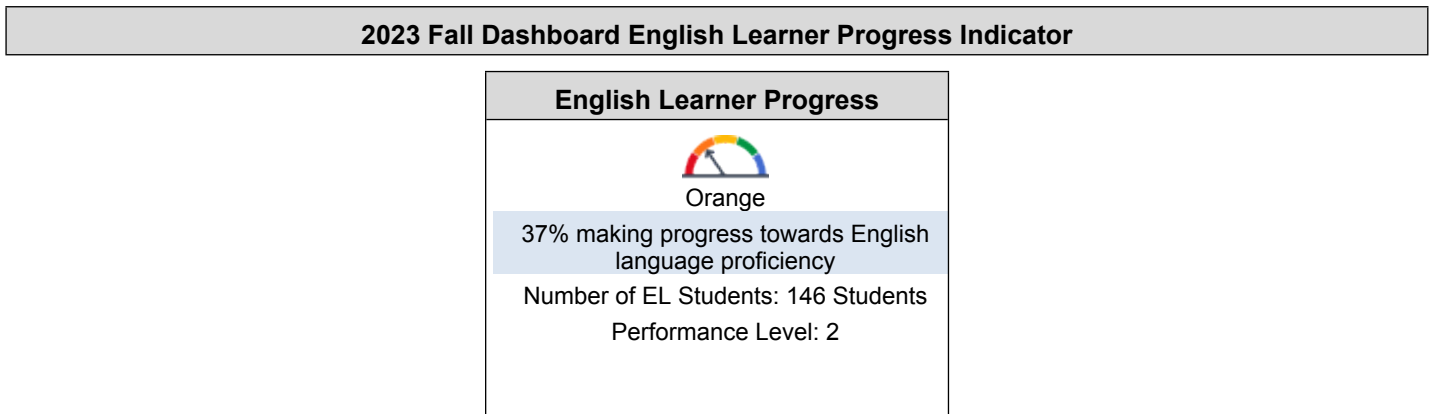 2023 Fall Dashboard English Learner Progress Indicator
English Learner Progress
Orange
37% making progress towards English
language proficiency
Number of EL Students: 146 Students
Performance Level: 2